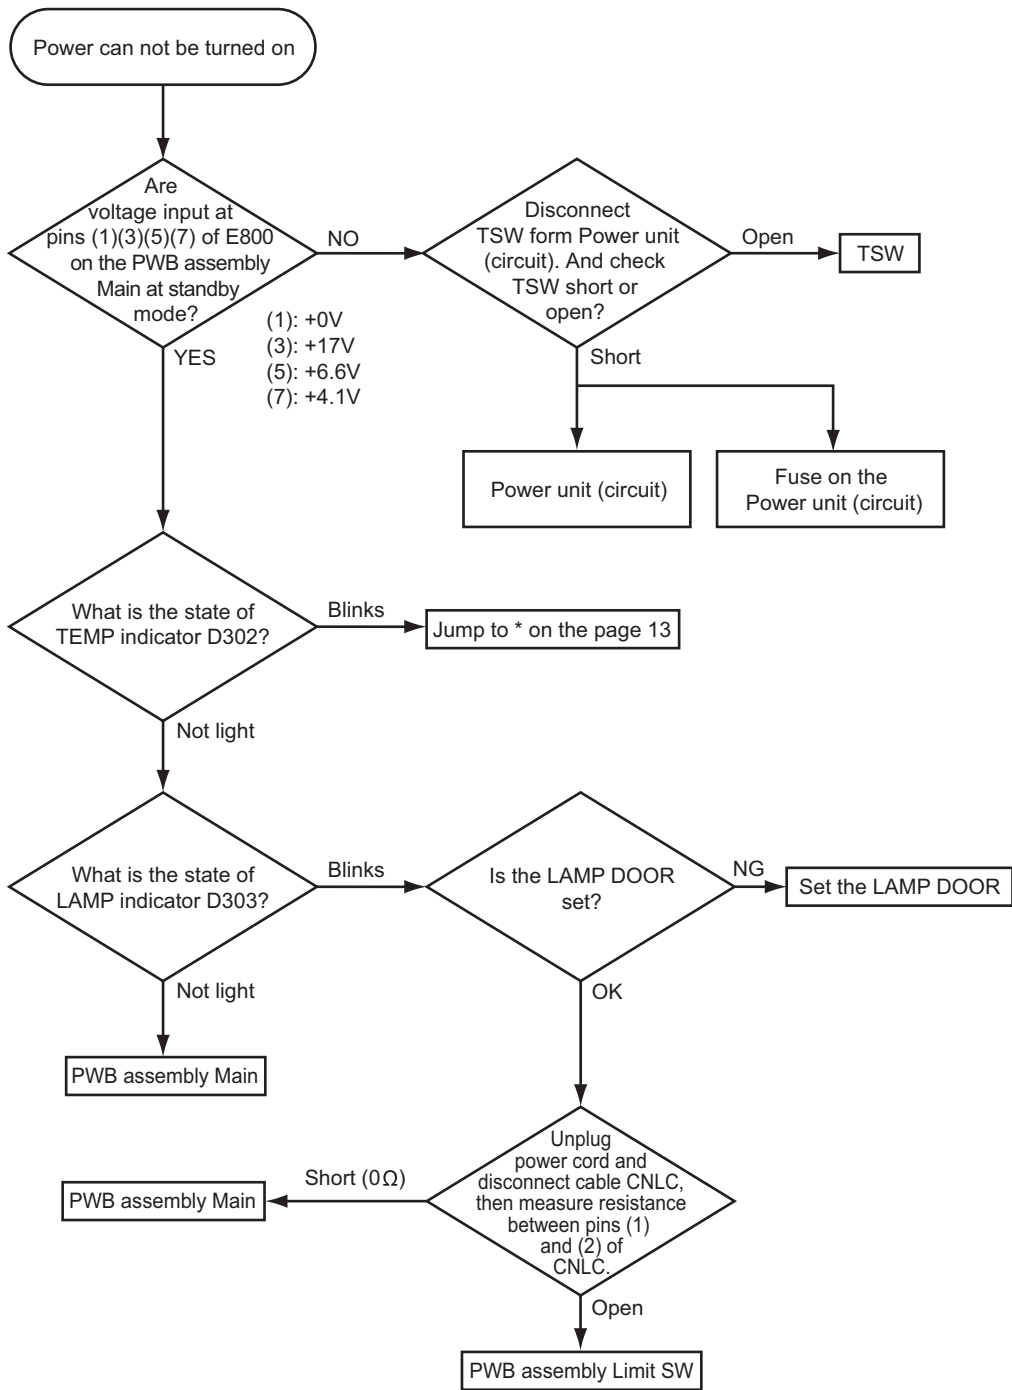 Power can not be turned on
Are
voltage input at
pins (1)(3)(5)(7) of E800
on the PWB assembly
Main at standby
mode?
NO
Disconnect
TSW form Power unit
(circuit). And check
TSW short or
open?
Open
TSW
(1): +0V
(3): +17V
(5): +6.6V
(7): +4.1V
YES
Short
Power unit (circuit)
Fuse on the
Power unit (circuit)
What is the state of
TEMP indicator D302?
Blinks
Jump to * on the page 13
Not light
What is the state of
LAMP indicator D303?
Blinks
Is the LAMP DOOR
set?
NG
Set the LAMP DOOR
Not light
OK
PWB assembly Main
Unplug
power cord and
disconnect cable CNLC,
then measure resistance
between pins (1)
and (2) of
CNLC.
Short (0Ω)
PWB assembly Main
Open
PWB assembly Limit SW